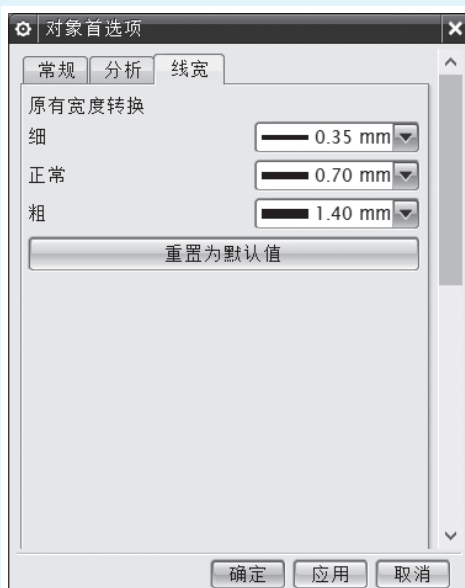 对象首选项
常规 分析 线宽
原有宽度转换
细 0.35 mm
正常 0.70 mm
粗 1.40 mm
重置为默认值
确定 应用 取消